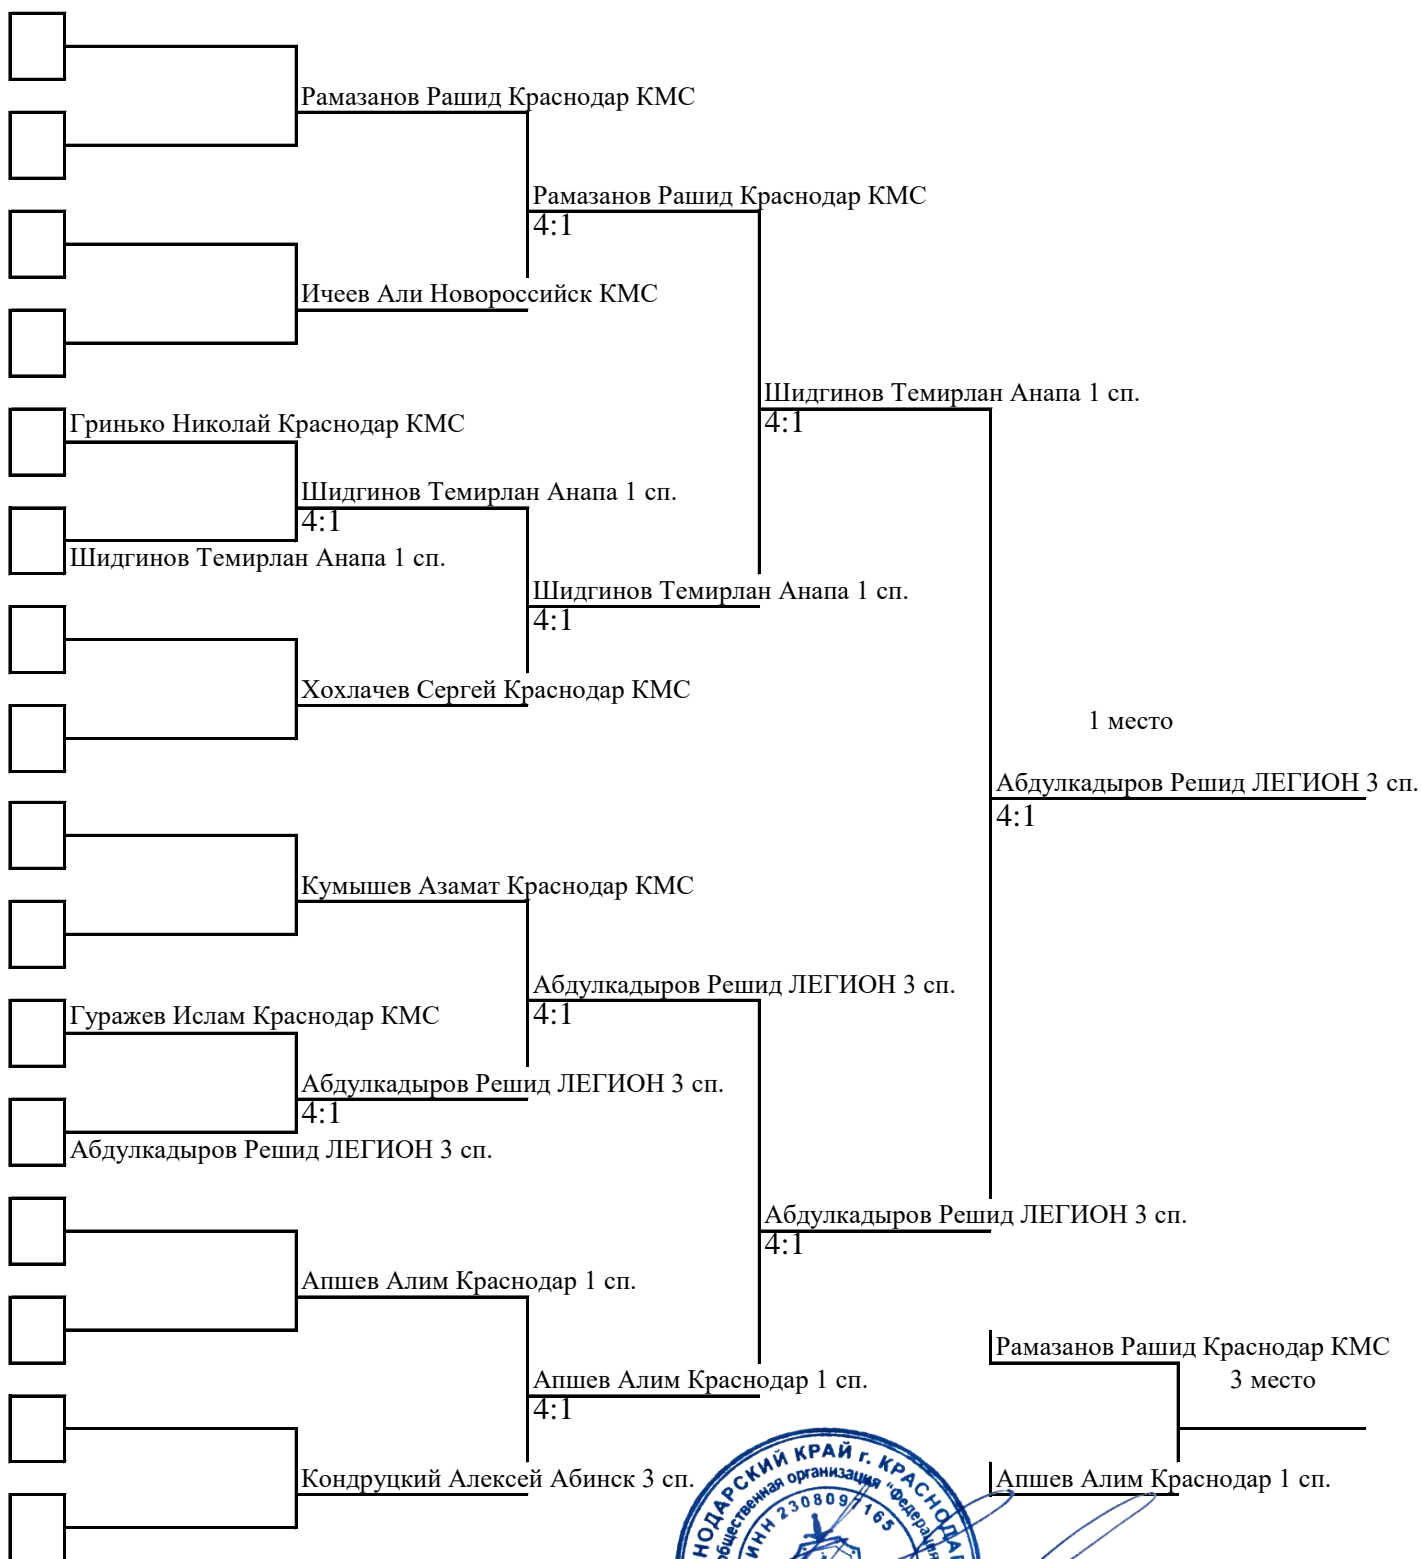 Рамазанов Рашид Краснодар КМС
Рамазанов Рашид Краснодар КМС
4:1
Ичеев Али Новороссийск КМС
Шидгинов Темирлан Анапа 1 сп.
4:1
Гринько Николай Краснодар КМС
Шидгинов Темирлан Анапа 1 сп.
4:1
Шидгинов Темирлан Анапа 1 сп.
Шидгинов Темирлан Анапа 1 сп.
4:1
Хохлачев Сергей Краснодар КМС
1 место
Абдулкадыров Решид ЛЕГИОН 3 сп.
4:1
Кумышев Азамат Краснодар КМС
Абдулкадыров Решид ЛЕГИОН 3 сп.
4:1
Гуражев Ислам Краснодар КМС
Абдулкадыров Решид ЛЕГИОН 3 сп.
4:1
Абдулкадыров Решид ЛЕГИОН 3 сп.
Абдулкадыров Решид ЛЕГИОН 3 сп.
4:1
Апшев Алим Краснодар 1 сп.
Рамазанов Рашид Краснодар КМС
3 место
Апшев Алим Краснодар 1 сп.
4:1
Кондруцкий Алексей Абинск 3 сп.
Апшев Алим Краснодар 1 сп.
НОДАРСКИЙ КРАЙ г. КРАСНОДАР
общественная организация "Федерация
ИНН 2308097165